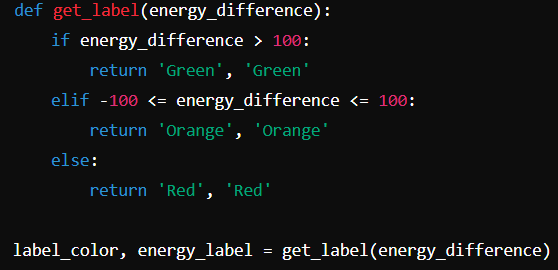 def get_label(energy_difference):
    if energy_difference > 100:
        return 'Green', 'Green'
    elif -100 <= energy_difference <= 100:
        return 'Orange', 'Orange'
    else:
        return 'Red', 'Red'

label_color, energy_label = get_label(energy_difference)